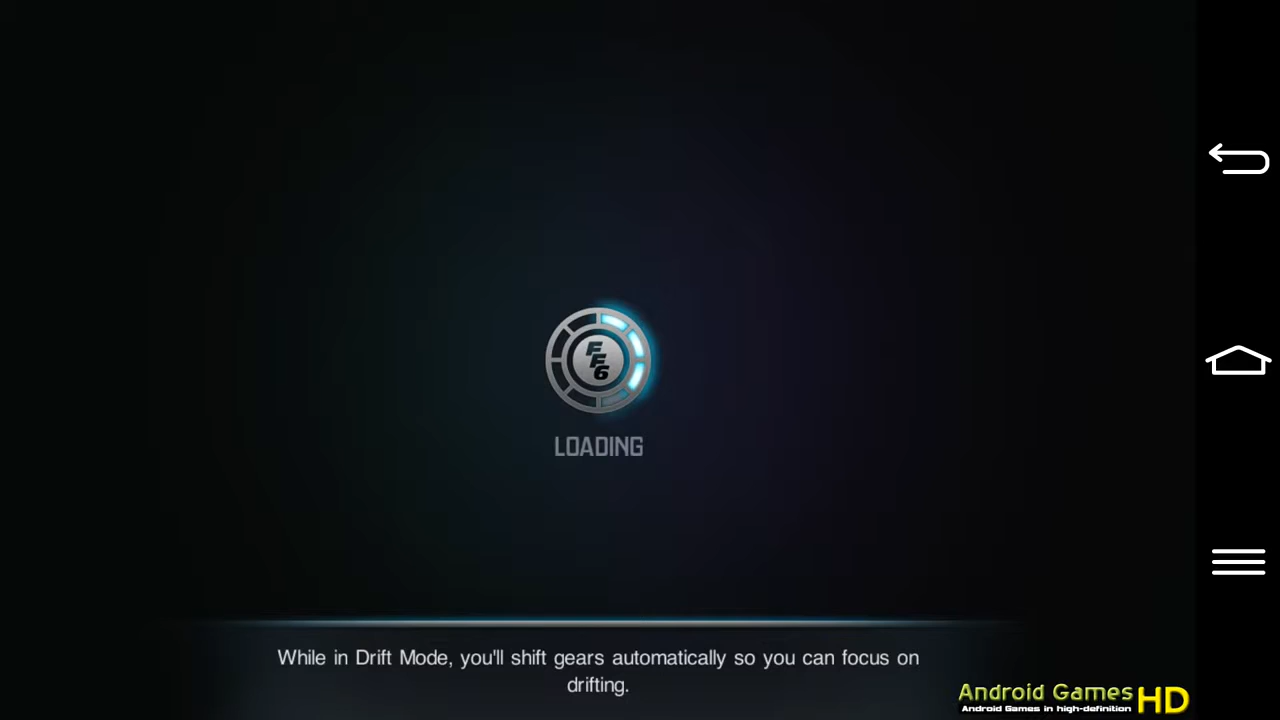 FF6
LOADING
While in Drift Mode, you'll shift gears automatically so you can focus on
drifting.
Android Games HD
Android Games in high-definition